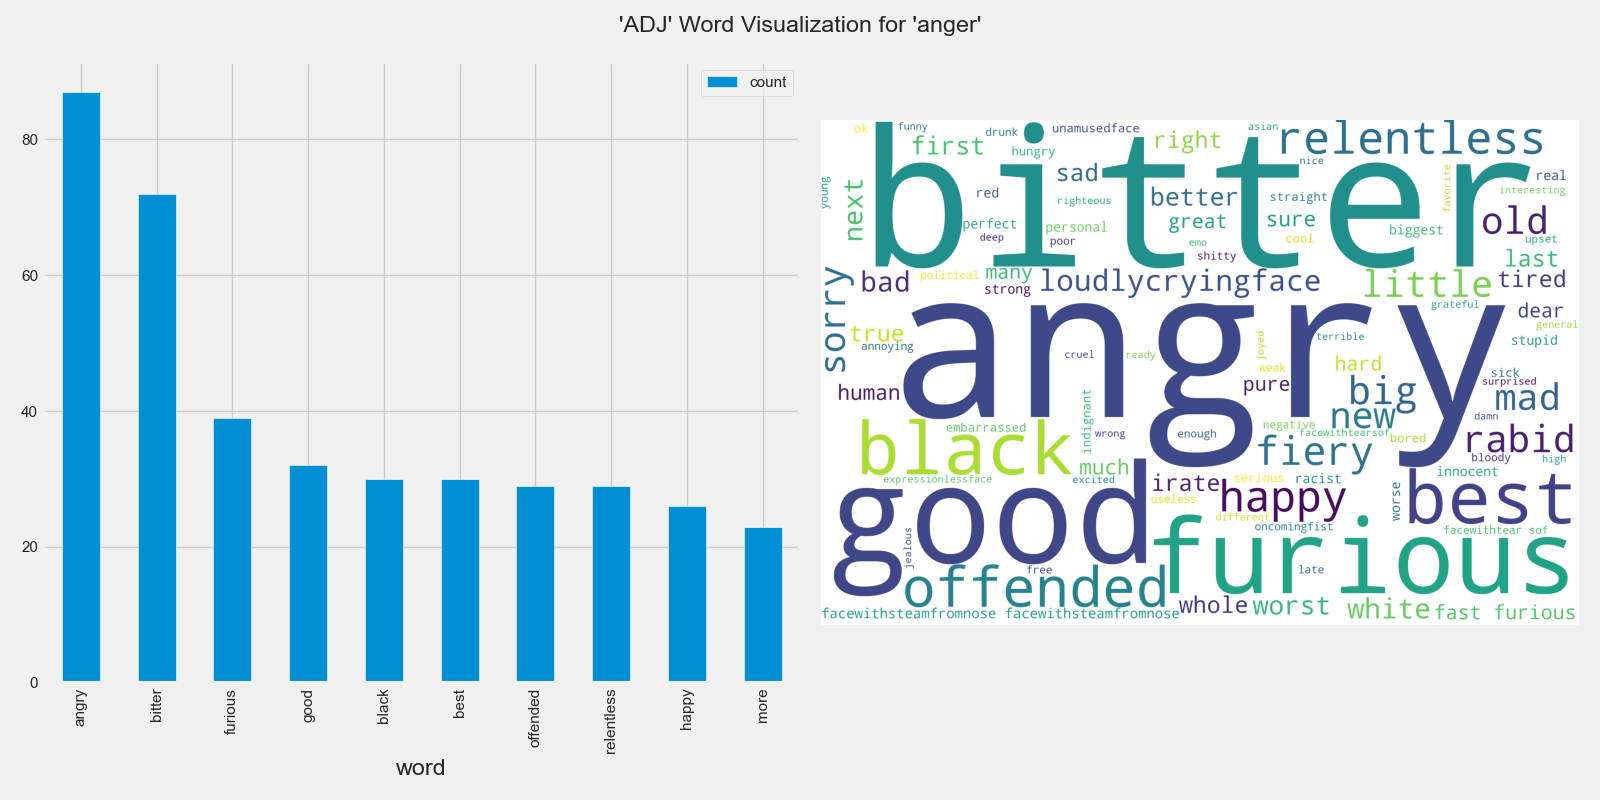 'ADJ' Word Visualization for 'anger'
count
80
60
40
20
0
angry
bitter
furious
good
black
best
offended
relentless
happy
more
word
ok
funny
drunk
unamusedface
right
asian
relentless
first
hungry
bitter
nice
young
next
red
sad
righteous
better
straight
favorite
real
interesting
perfect
deep
personal
poor
great
emo
shitty
sure
cool
biggest
old
upset
last
sorry
bad
political
many
strong
loudlycryingface
little
tired
grateful
dear
general
true
annoying
angry
cruel
ready
joyed
weak
terrible
stupid
human
pure
hard
big
sick
surprised
mad
black
embarrassed
indignant
wrong
enough
new
negative
facewithtearsof
bored
damn
rabid
fiery
bloody
high
expressionlessface
much
excited
irate
useless
serious
racist
innocent
good
happy
different
oncomingfist
worse
best
facewithtear sof
jealous
free
furious
late
offended
facewithsteamfromnose facewithsteamfromnose
whole
worst
white
fast furious